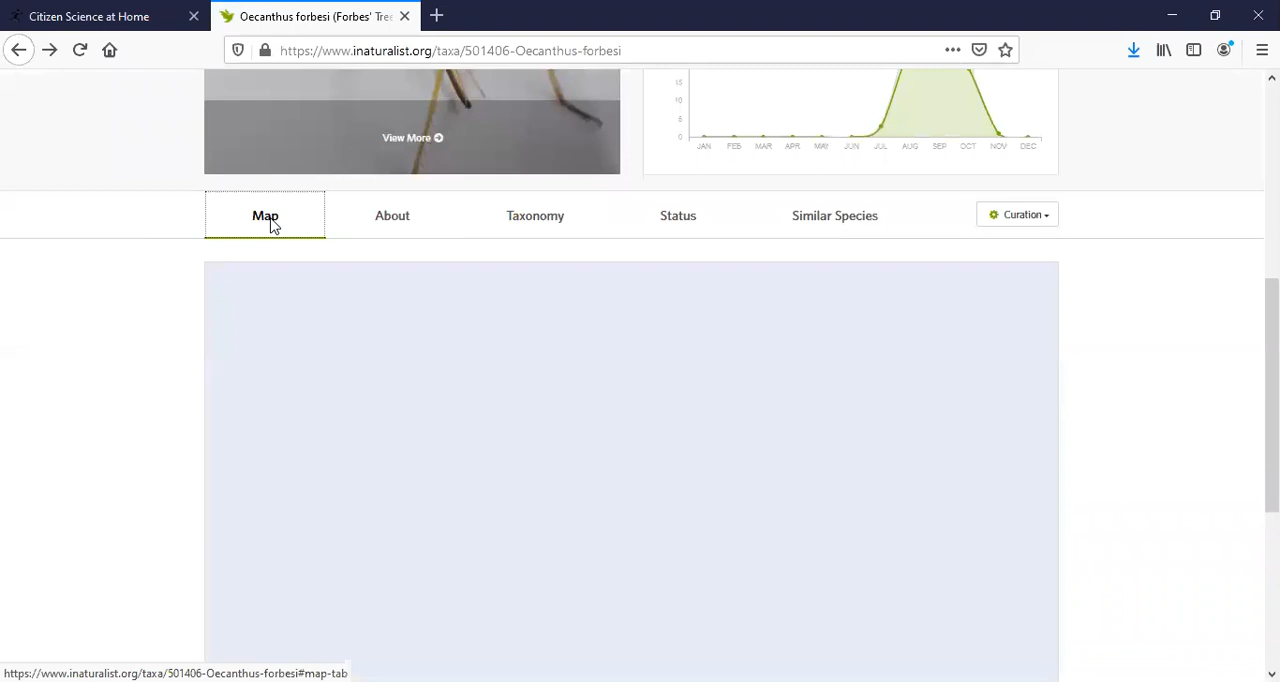 Citizen Science at Home
Oecanthus forbesi (Forbes' Tree
https://www.inaturalist.org/taxa/501406-Oecanthus-forbesi
View More
15
10
5
0
JAN FEB MAR APR MAY JUN JUL AUG SEP OCT NOV DEC
Map
About
Taxonomy
Status
Similar Species
Curation
https://www.inaturalist.org/taxa/501406-Oecanthus-forbesi#map-tab